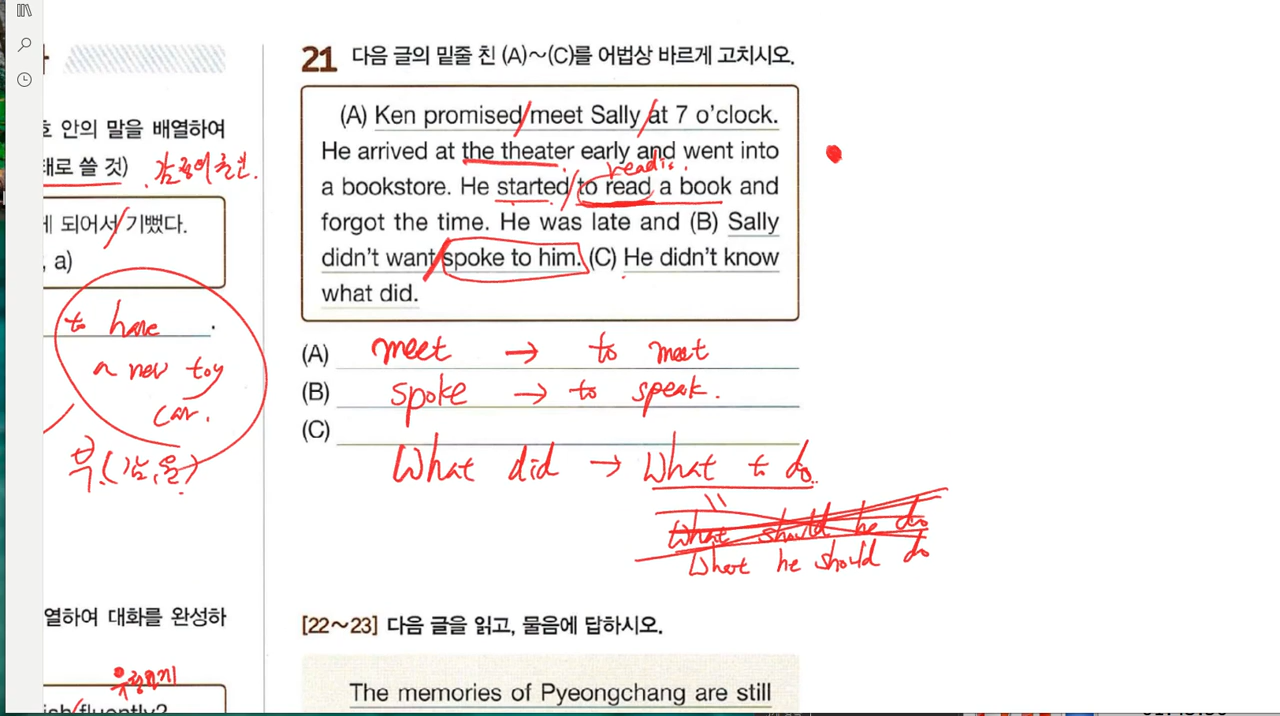 호 안의 말을 배열하여
태로 쓸 것)
게 되어서/기뻤다.
, a)
to have
a new toy
car.
열하여 대화를 완성하
fluently?
21 다음 글의 밑줄 친 (A)~(C)를 어법상 바르게 고치시오.
(A) Ken promised/meet Sally/at 7 o'clock.
He arrived at the theater early and went into
a bookstore. He started/to read a book and
forgot the time. He was late and (B) Sally
didn't want/spoke to him. (C) He didn't know
what did.
(A) meet → to meet
(B) spoke → to speak.
(C)
What did → What to do.
What should he do
What he should do
[22~23] 다음 글을 읽고, 물음에 답하시오.
The memories of Pyeongchang are still